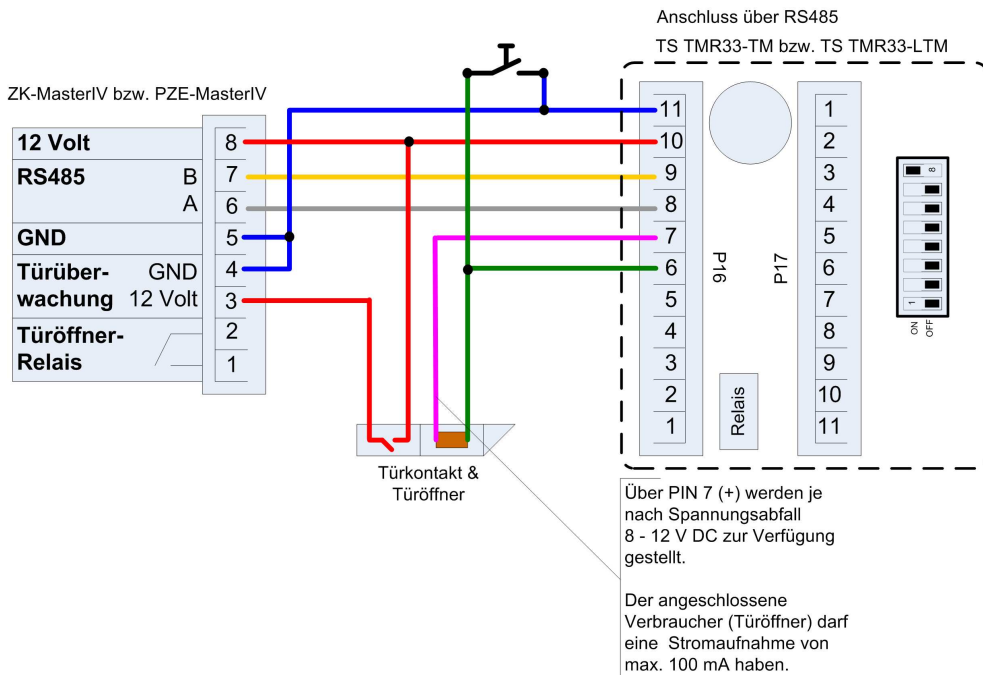 Anschluss über RS485
TS TMR33-TM bzw. TS TMR33-LTM
ZK-MasterIV bzw. PZE-MasterIV
12 Volt 8
RS485 B 7
A 6
GND 5
Türüber- GND 4
wachung 12 Volt 3
Türöffner- 2
Relais 1
11
10
9
8
7
6
5
4
3
2
1
P16
Relais
P17
1
2
3
4
5
6
7
8
9
10
11
8
1
ON
OFF
Türkontakt &
Türöffner
Über PIN 7 (+) werden je
nach Spannungsabfall
8 - 12 V DC zur Verfügung
gestellt.
Der angeschlossene
Verbraucher (Türöffner) darf
eine Stromaufnahme von
max. 100 mA haben.